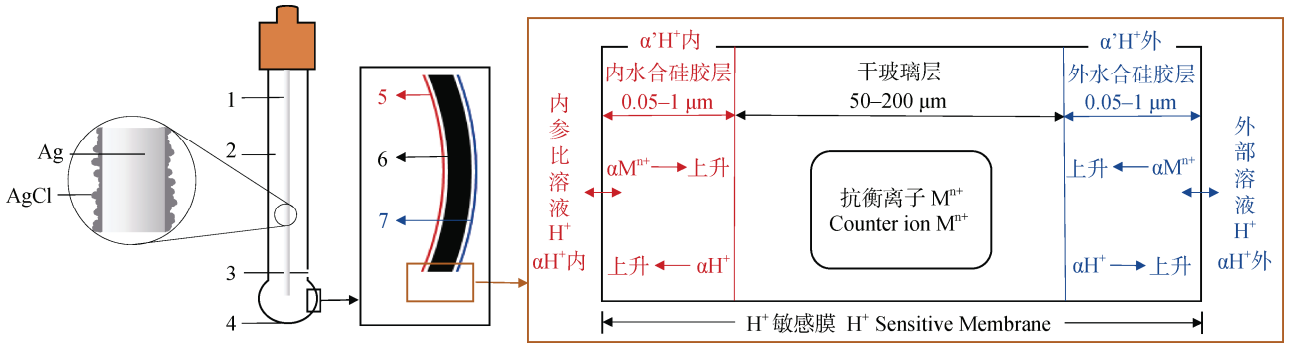 Ag
AgCl
1
2
3
4
5
6
7
α’H⁺内
α’H⁺外
内水合硅胶层
0.05–1 μm
干玻璃层
50–200 μm
外水合硅胶层
0.05–1 μm
内参比溶液H⁺
αH⁺内
αMⁿ⁺
上升
上升
αH⁺
抗衡离子 Mⁿ⁺
Counter ion Mⁿ⁺
上升
αMⁿ⁺
αH⁺
上升
外部溶液H⁺
αH⁺外
H⁺敏感膜 H⁺ Sensitive Membrane